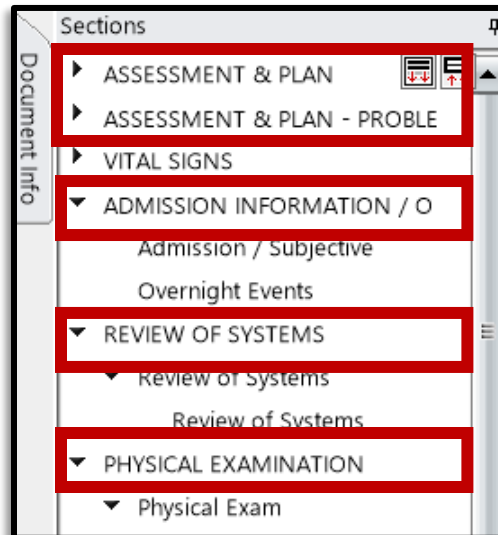 Sections
Document Info
ASSESSMENT & PLAN
ASSESSMENT & PLAN - PROBLE
VITAL SIGNS
ADMISSION INFORMATION / O
Admission / Subjective
Overnight Events
REVIEW OF SYSTEMS
Review of Systems
Review of Systems
PHYSICAL EXAMINATION
Physical Exam